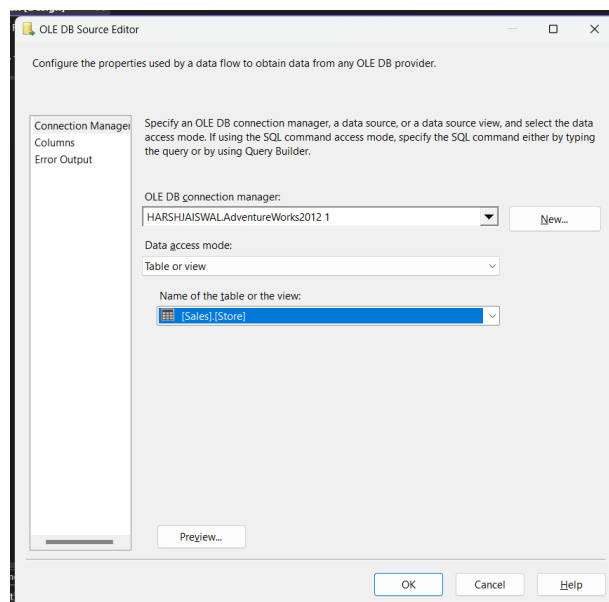 OLE DB Source Editor
Configure the properties used by a data flow to obtain data from any OLE DB provider.
Connection Manager
Columns
Error Output
Specify an OLE DB connection manager, a data source, or a data source view, and select the data
access mode. If using the SQL command access mode, specify the SQL command either by typing
the query or by using Query Builder.
OLE DB connection manager:
HARSHJAISWAL.AdventureWorks2012 1
New...
Data access mode:
Table or view
Name of the table or the view:
[Sales].[Store]
Preview...
OK
Cancel
Help